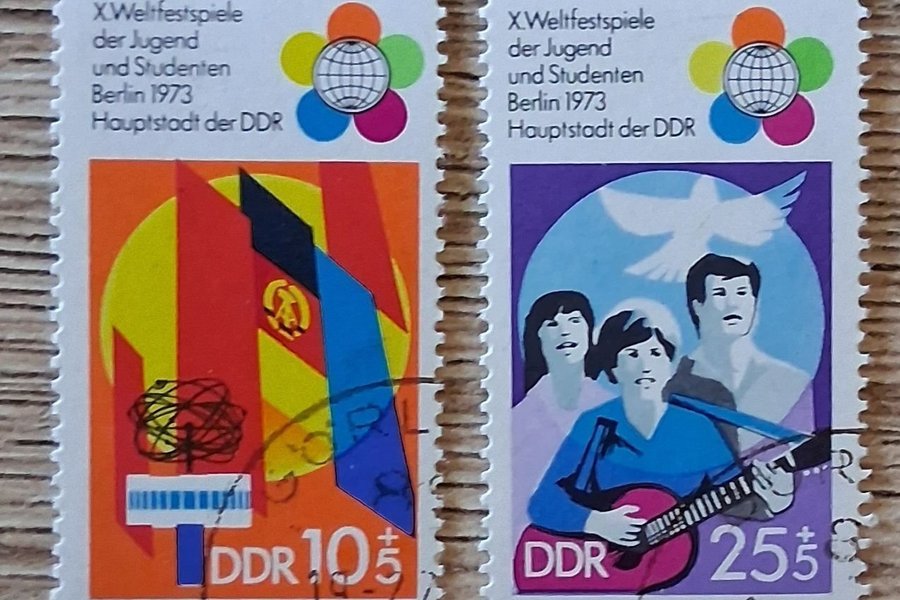 X.Weltfestspiele
der Jugend
und Studenten
Berlin 1973
Hauptstadt der DDR
GÖRL
DDR 10+5
X.Weltfestspiele
der Jugend
und Studenten
Berlin 1973
Hauptstadt der DDR
DDR 25+5